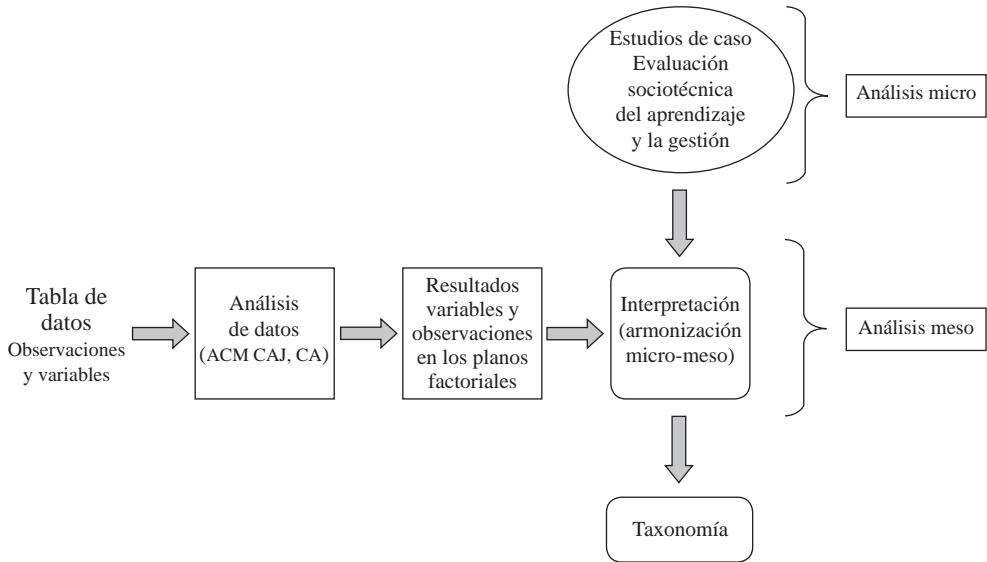 Estudios de caso
Evaluación
sociotécnica
del aprendizaje
y la gestión
Análisis micro
Tabla de
datos
Observaciones
y variables
Análisis
de datos
(ACM CAJ, CA)
Resultados
variables y
observaciones
en los planos
factoriales
Interpretación
(armonización
micro-meso)
Análisis meso
Taxonomía